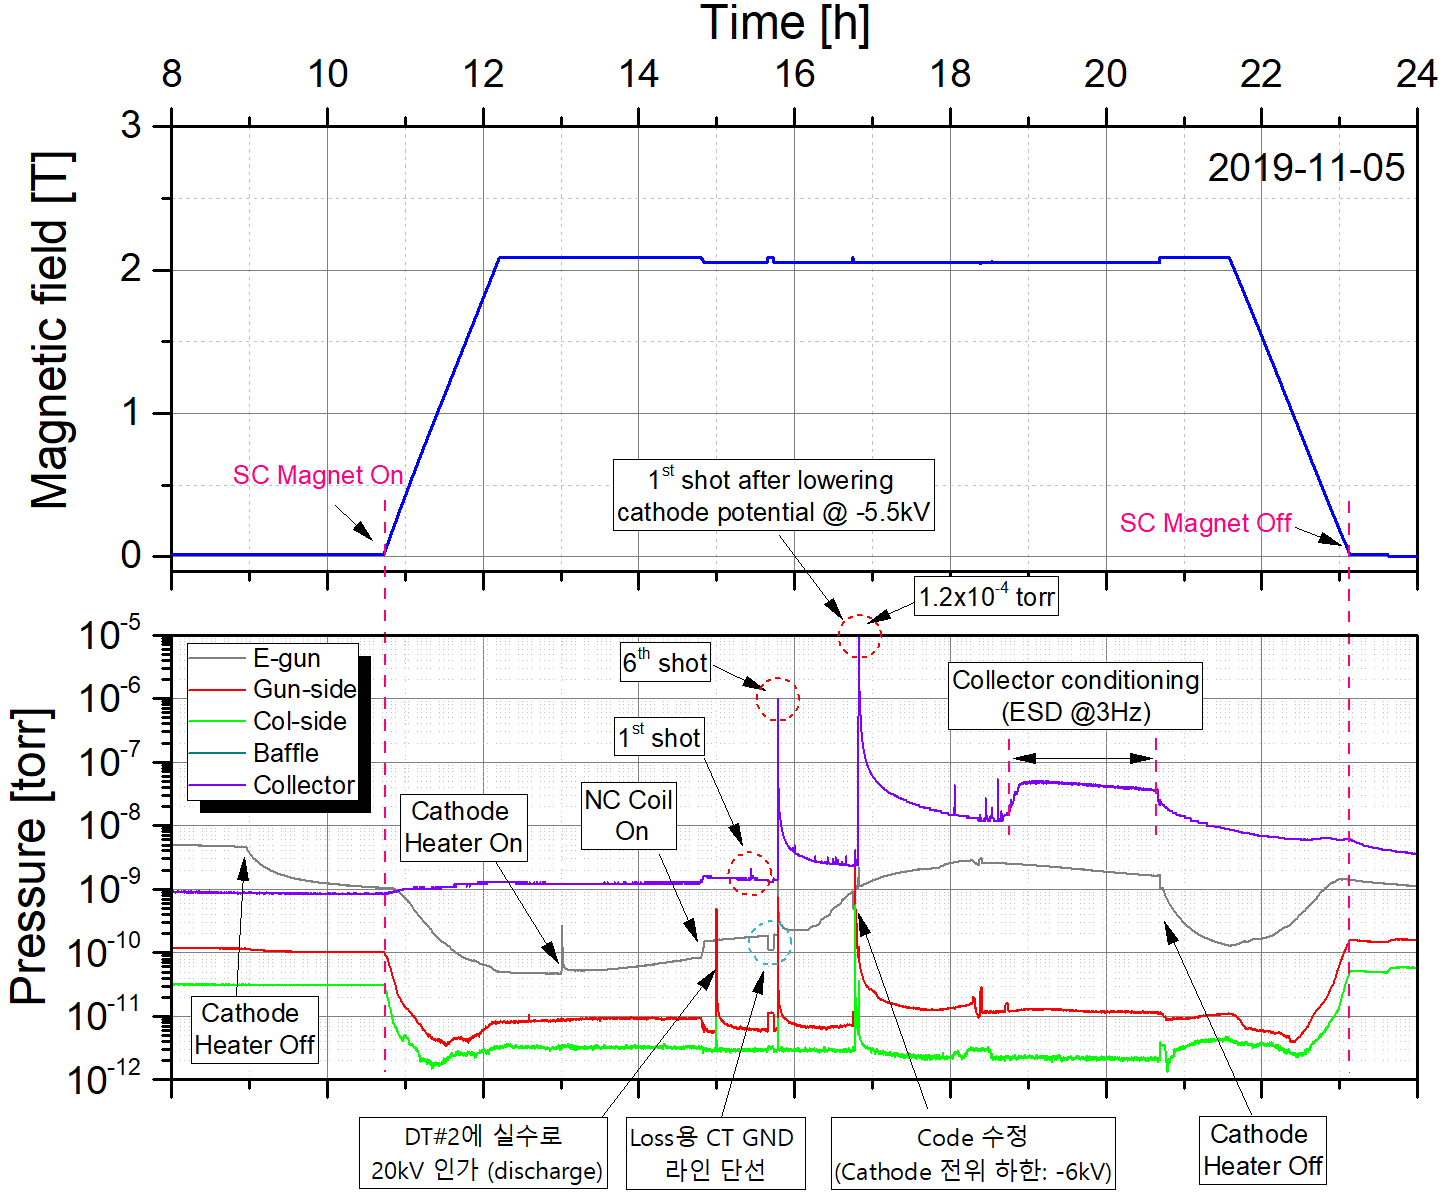 Time [h]
8 10 12 14 16 18 20 22 24
3
2
1
0
Magnetic field [T]
2019-11-05
SC Magnet On
1st shot after lowering
cathode potential @ -5.5kV
SC Magnet Off
1.2x10-4 torr
10-5
10-6
10-7
10-8
10-9
10-10
10-11
10-12
Pressure [torr]
E-gun
Gun-side
Col-side
Baffle
Collector
6th shot
1st shot
Collector conditioning
(ESD @3Hz)
Cathode
Heater On
NC Coil
On
Cathode
Heater Off
DT#2에 실수로
20kV 인가 (discharge)
Loss용 CT GND
라인 단선
Code 수정
(Cathode 전위 하한: -6kV)
Cathode
Heater Off